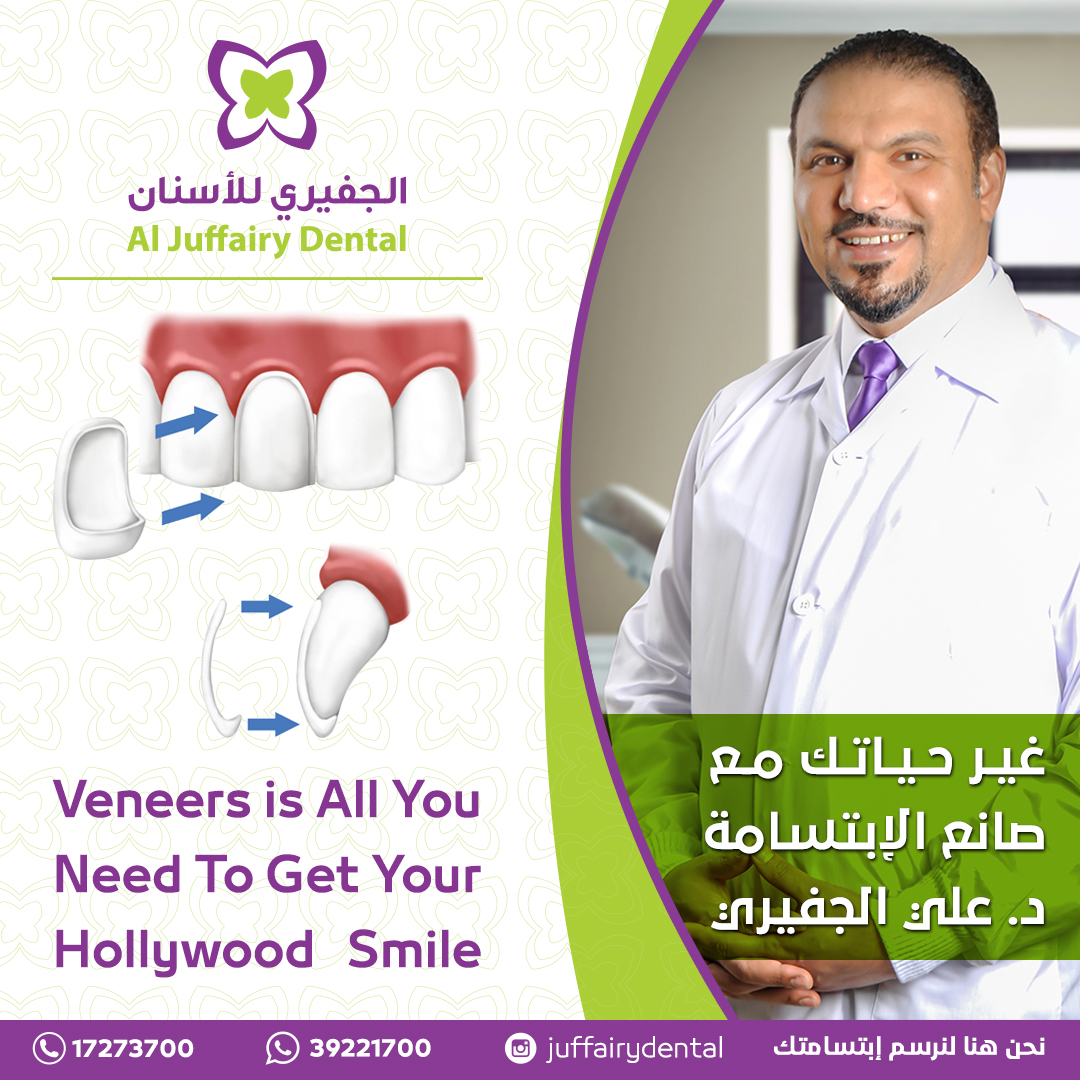 الجفيري للأسنان
Al Juffairy Dental
Veneers is All You
Need To Get Your
Hollywood Smile
غير حياتك مع
صانع الإبتسامة
د. علي الجفيري
17273700
39221700
juffairydental
نحن هنا لنرسم إبتسامتك